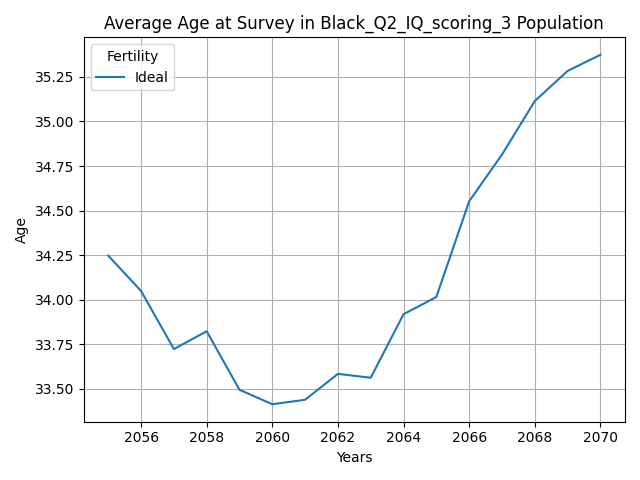 Average Age at Survey in Black_Q2_IQ_scoring_3 Population
Fertility
Ideal
35.25
35.00
34.75
34.50
34.25
34.00
33.75
33.50
Age
2056 2058 2060 2062 2064 2066 2068 2070
Years